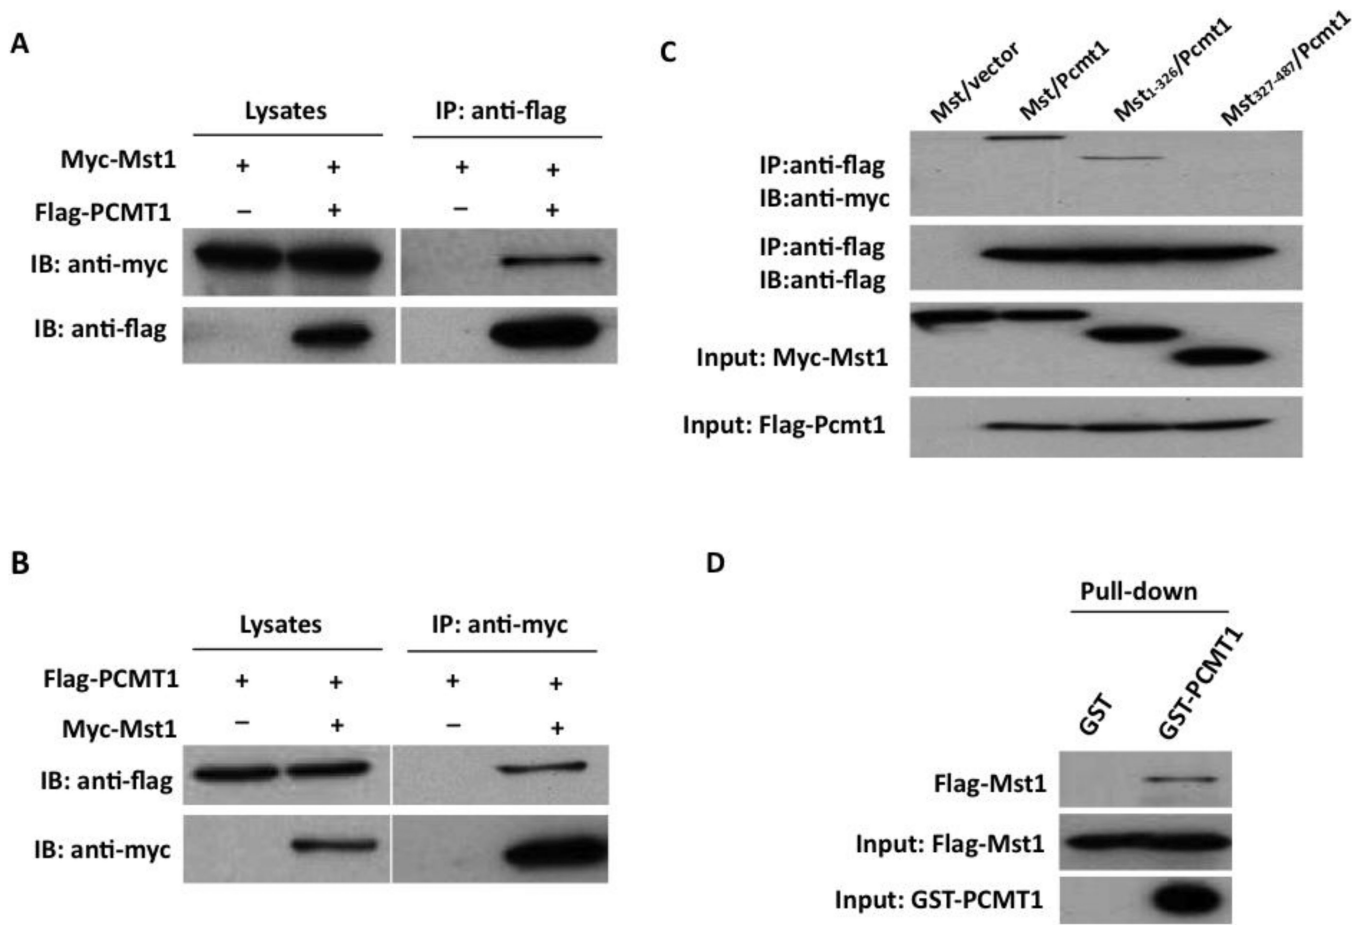 A
Lysates IP: anti-flag
Myc-Mst1 + + + +
Flag-PCMT1 – + – +
IB: anti-myc
IB: anti-flag
B
Lysates IP: anti-myc
Flag-PCMT1 + + + +
Myc-Mst1 – + – +
IB: anti-flag
IB: anti-myc
C
Mst/vector Mst/Pcmt1 Mst1-326/Pcmt1 Mst327-487/Pcmt1
IP:anti-flag
IB:anti-myc
IP:anti-flag
IB:anti-flag
Input: Myc-Mst1
Input: Flag-Pcmt1
D
Pull-down
GST GST-PCMT1
Flag-Mst1
Input: Flag-Mst1
Input: GST-PCMT1